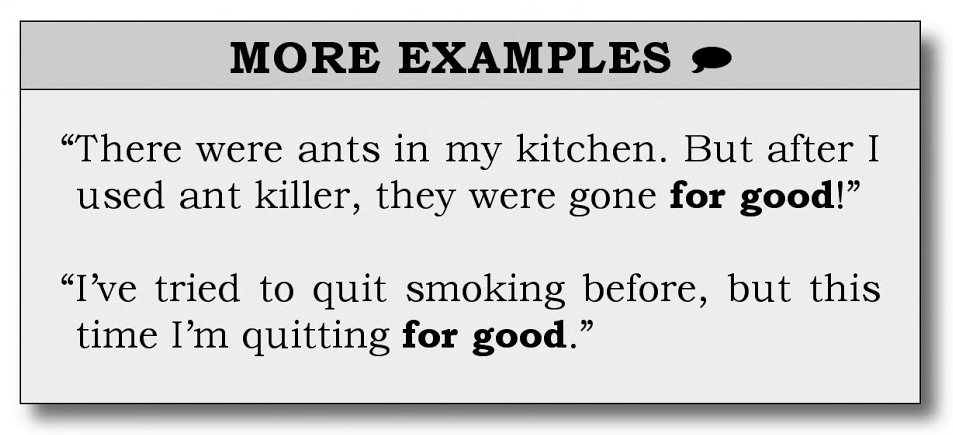 MORE EXAMPLES
“There were ants in my kitchen. But after I
used ant killer, they were gone for good!”
“I’ve tried to quit smoking before, but this
time I’m quitting for good.”